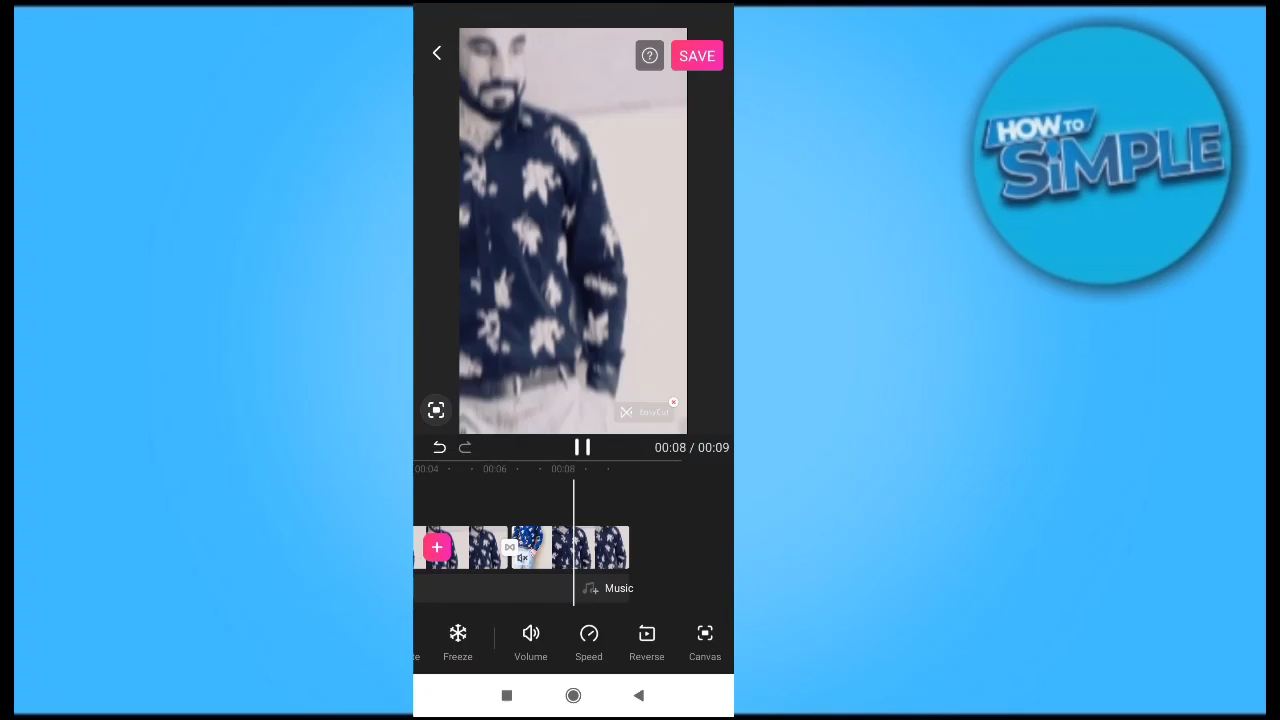 HOW TO
SiMPLE
SAVE
EasyCut
00:08 / 00:09
00:04
00:06
00:08
Music
Freeze
Volume
Speed
Reverse
Canvas